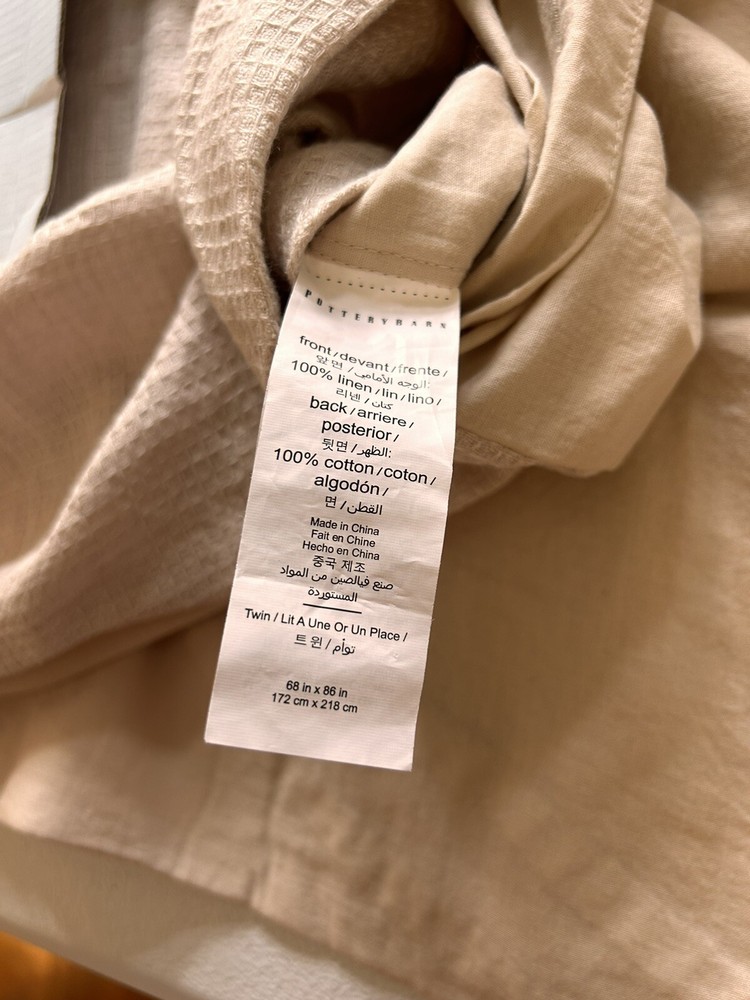 POTTERYBARN
front/devant/frente/
앞면/الوجه الأمامي:
100% linen/lin/lino/
리넨/كتان
back/arriere/
posterior/
뒷면/الظهر:
100% cotton/coton/
algodón/
면/القطن
Made in China
Fait en Chine
Hecho en China
중국 제조
صنع فيالصين من المواد
المستوردة
Twin / Lit A Une Or Un Place /
트윈/توأم
68 in x 86 in
172 cm x 218 cm